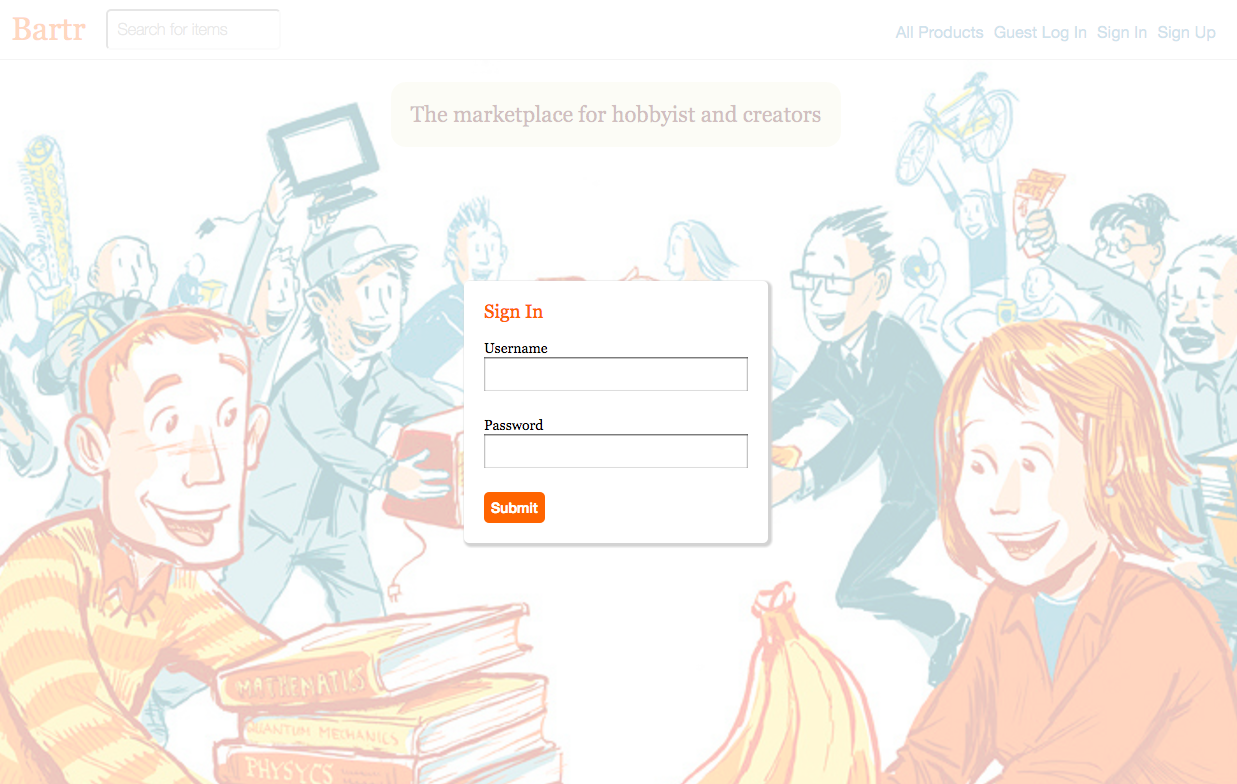 Bartr
Search for items
All Products Guest Log In Sign In Sign Up
The marketplace for hobbyist and creators
Sign In
Username
Password
Submit
MATHEMATICS
QUANTUM MECHANICS
PHYSYCS